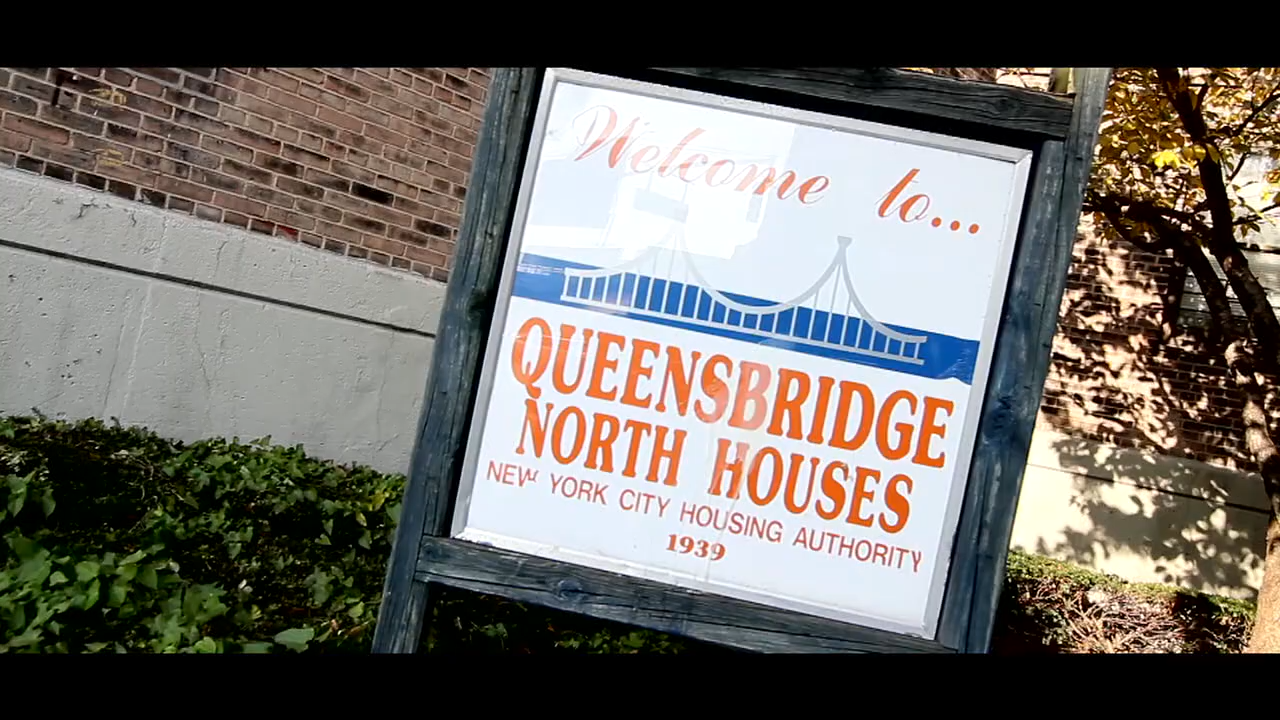 Welcome to...
QUEENSBRIDGE
NORTH HOUSES
NEW YORK CITY HOUSING AUTHORITY
1939